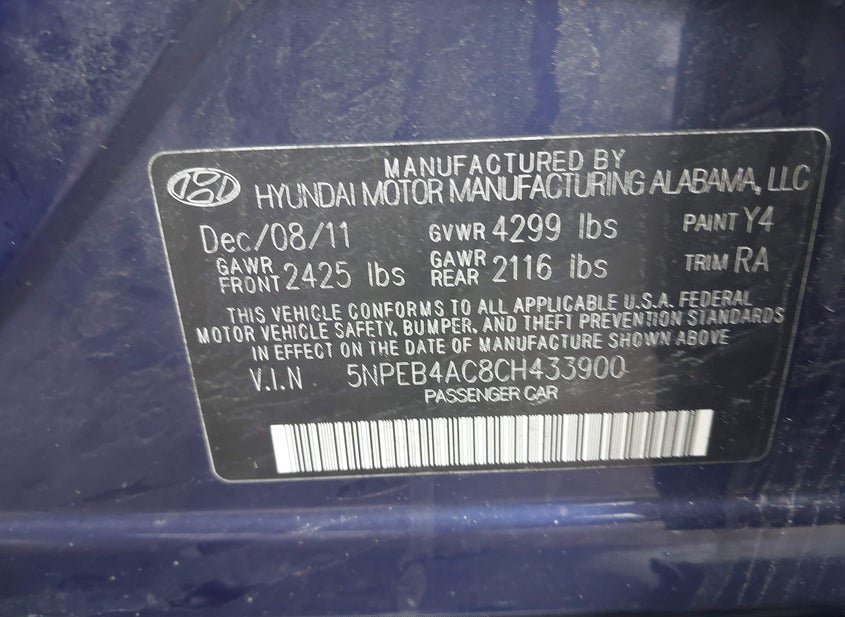 MANUFACTURED BY
HYUNDAI MOTOR MANUFACTURING ALABAMA, LLC
Dec/08/11 GVWR 4299 lbs PAINT Y4
GAWR FRONT 2425 lbs GAWR REAR 2116 lbs TRIM RA
THIS VEHICLE CONFORMS TO ALL APPLICABLE U.S.A. FEDERAL
MOTOR VEHICLE SAFETY, BUMPER, AND THEFT PREVENTION STANDARDS
IN EFFECT ON THE DATE OF MANUFACTURE SHOWN ABOVE
V.I.N 5NPEB4AC8CH433900
PASSENGER CAR